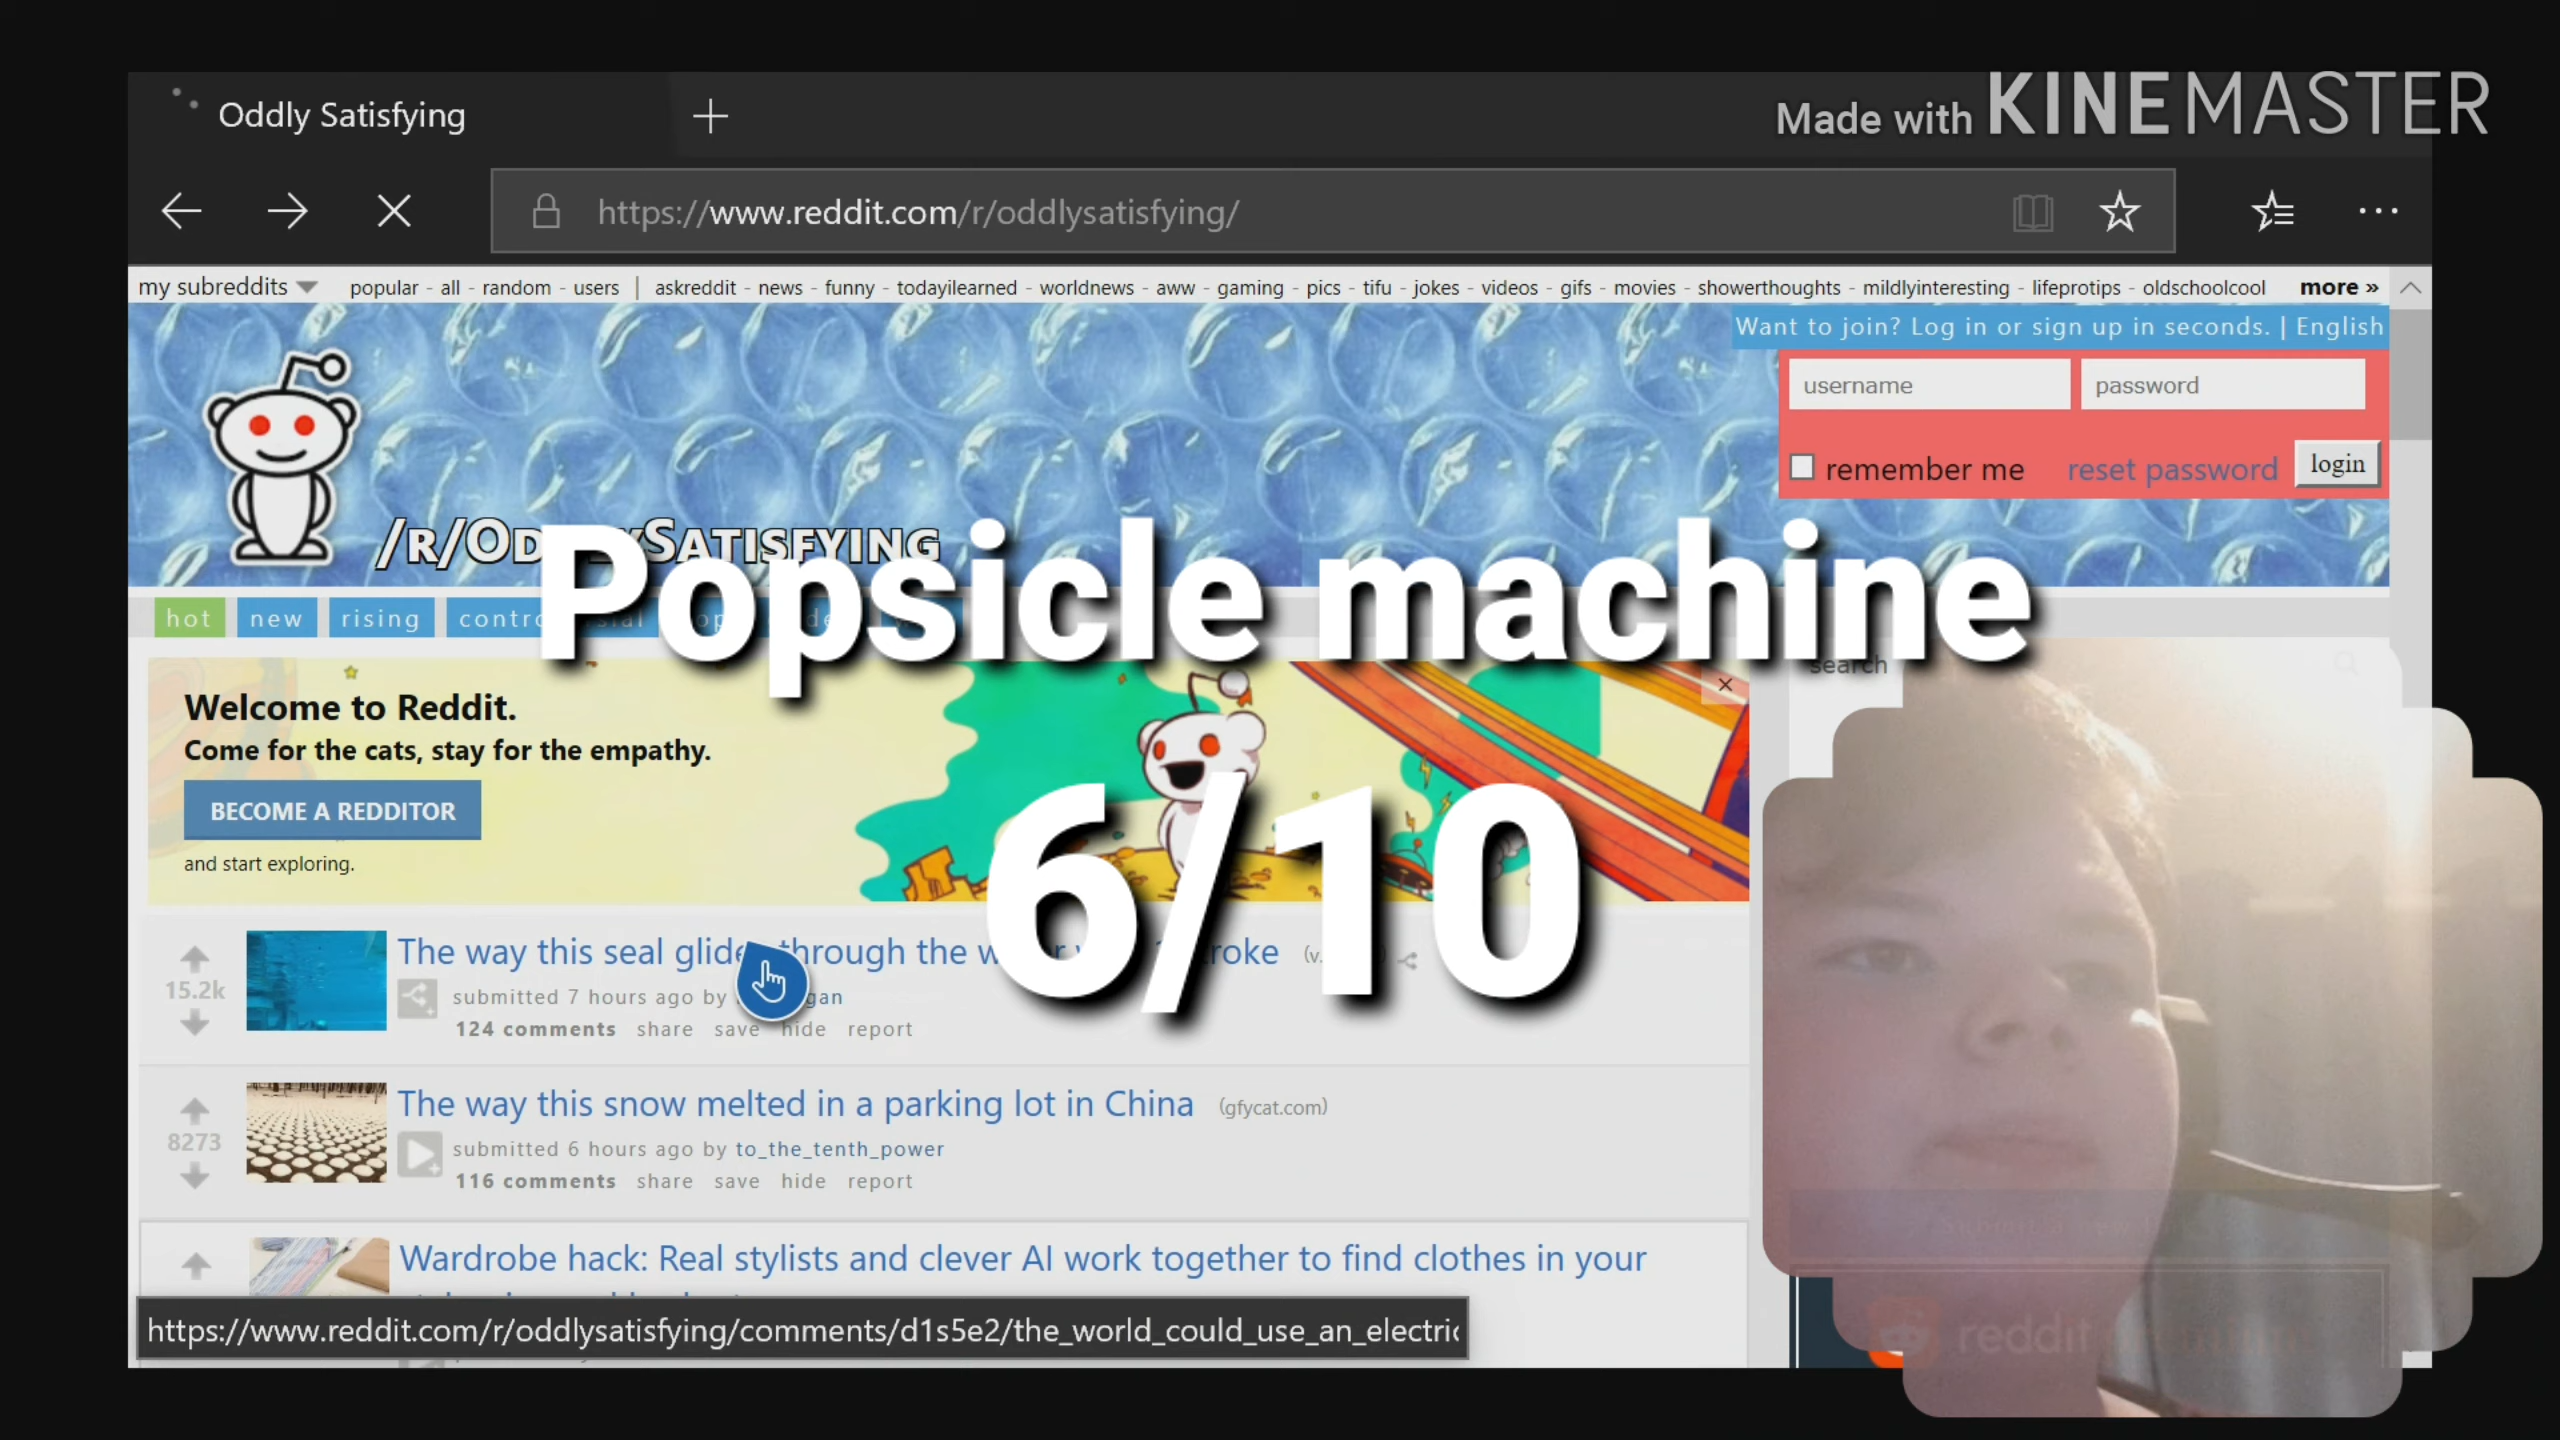 Oddly Satisfying
Made with KINEMASTER
https://www.reddit.com/r/oddlysatisfying/
my subreddits popular - all - random - users | askreddit - news - funny - todayilearned - worldnews - aww - gaming - pics - tifu - jokes - videos - gifs - movies - showerthoughts - mildlyinteresting - lifeprotips - oldschoolcool more »
Want to join? Log in or sign up in seconds. | English
username password
remember me reset password login
/R/ODDLYSATISFYING
Popsicle machine
hot new rising
search
Welcome to Reddit.
Come for the cats, stay for the empathy.
BECOME A REDDITOR
and start exploring.
6/10
The way this seal glides through the
15.2k
submitted 7 hours ago by
124 comments share save hide report
The way this snow melted in a parking lot in China (gfycat.com)
8273
submitted 6 hours ago by to_the_tenth_power
116 comments share save hide report
Wardrobe hack: Real stylists and clever AI work together to find clothes in your
https://www.reddit.com/r/oddlysatisfying/comments/d1s5e2/the_world_could_use_an_electric
reddit